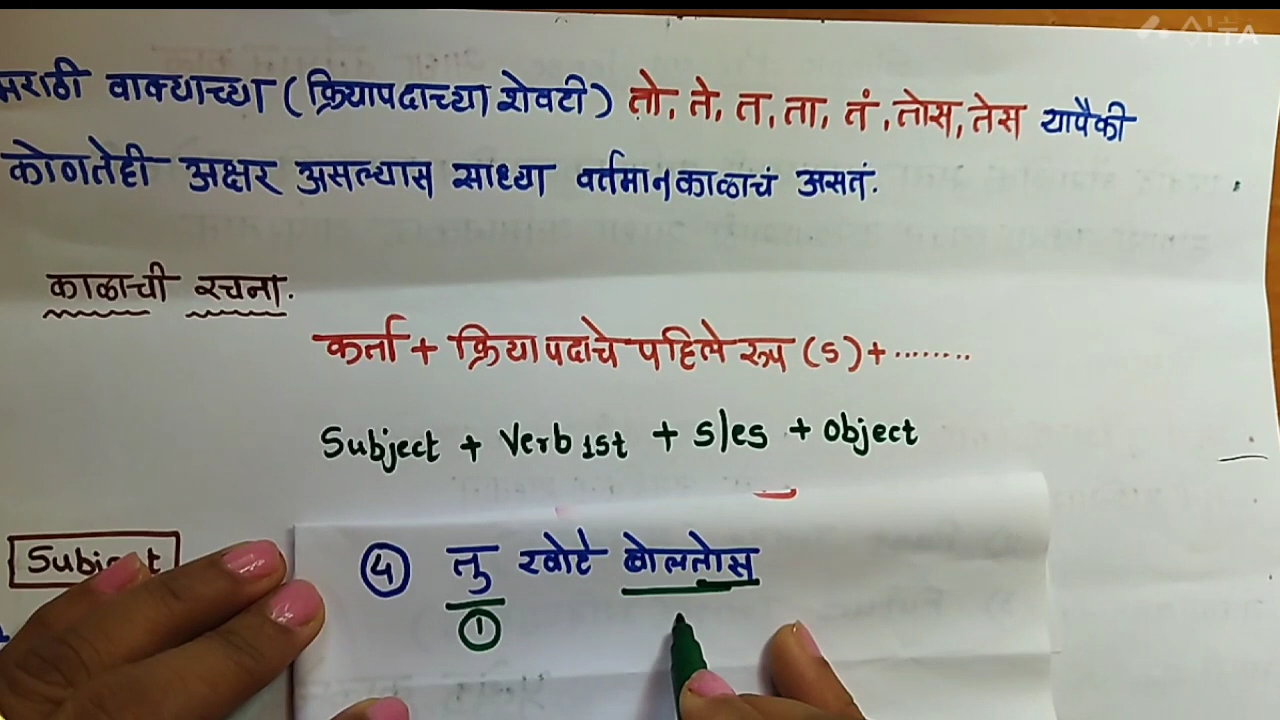 मराठी वाक्याच्या (क्रियापदाच्या शेवटी) तो, ते, त, ता, तं, तोस, तेस यापैकी
कोणतेही अक्षर असल्यास साध्या वर्तमानकाळाचं असतं.
काळाची रचना.
कर्ता + क्रियापदाचे पहिले रूप (s) + ........
Subject + Verb 1st + s/es + object
Subject
④ तु खोटे बोलतोस
①